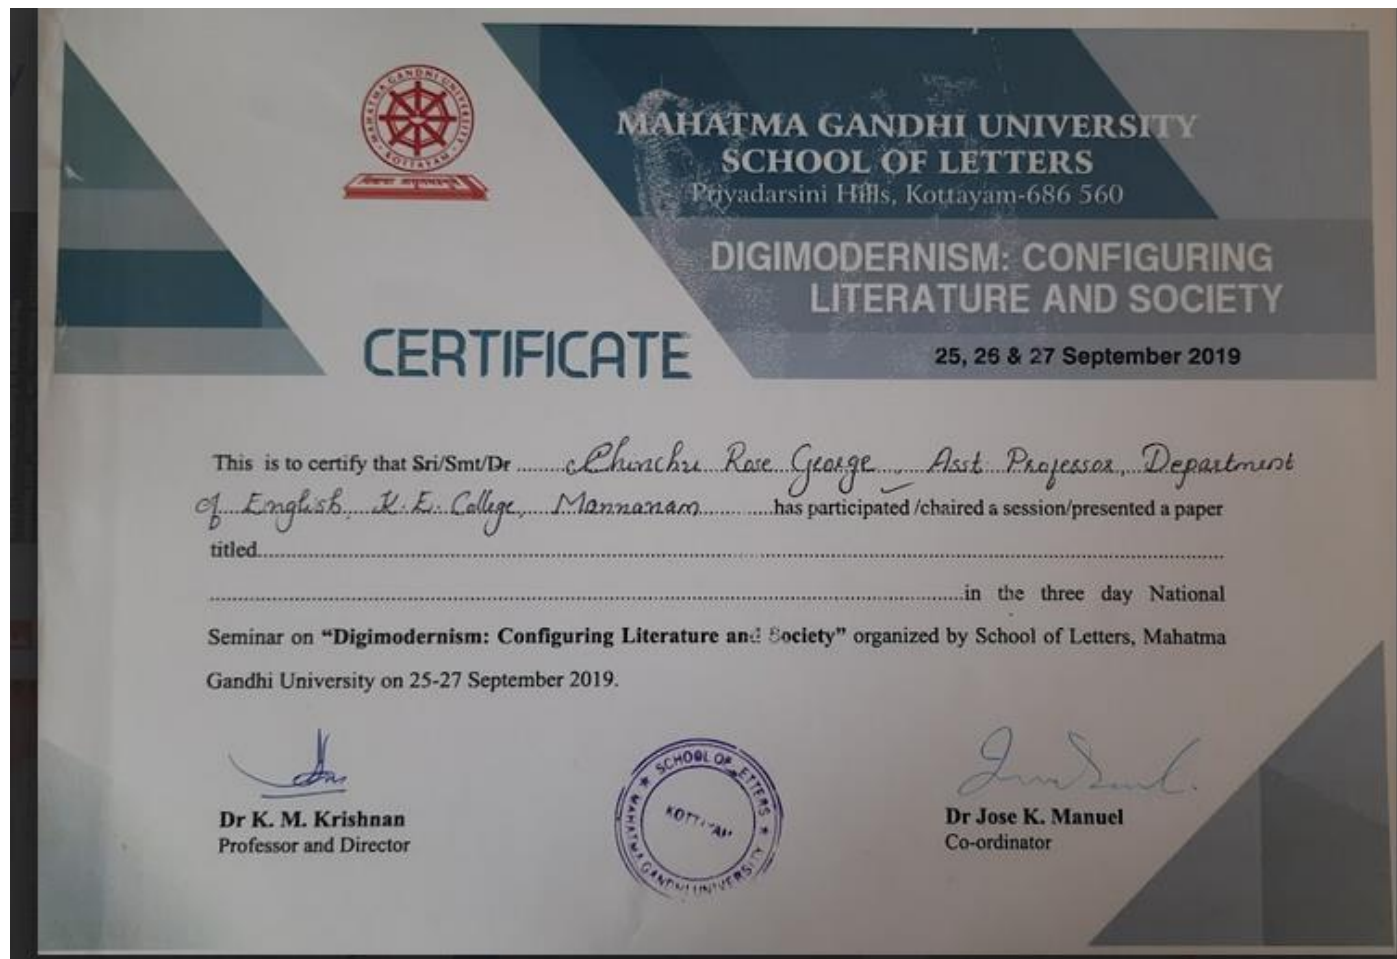 MAHATMA GANDHI UNIVERSITY
KOTTAYAM
MAHATMA GANDHI UNIVERSITY
SCHOOL OF LETTERS
Priyadarsini Hills, Kottayam-686 560
DIGIMODERNISM: CONFIGURING
LITERATURE AND SOCIETY
25, 26 & 27 September 2019
CERTIFICATE
This is to certify that Sri/Smt/Dr ........Chinchu Rose George, Asst. Professor, Department
of English, K.E. College, Mannanam...........has participated /chaired a session/presented a paper
titled....................
....................in the three day National
Seminar on “Digimodernism: Configuring Literature and Society” organized by School of Letters, Mahatma
Gandhi University on 25-27 September 2019.
Dr K. M. Krishnan
Professor and Director
SCHOOL OF LETTERS
MAHATMA GANDHI UNIVERSITY
KOTTAYAM
Dr Jose K. Manuel
Co-ordinator